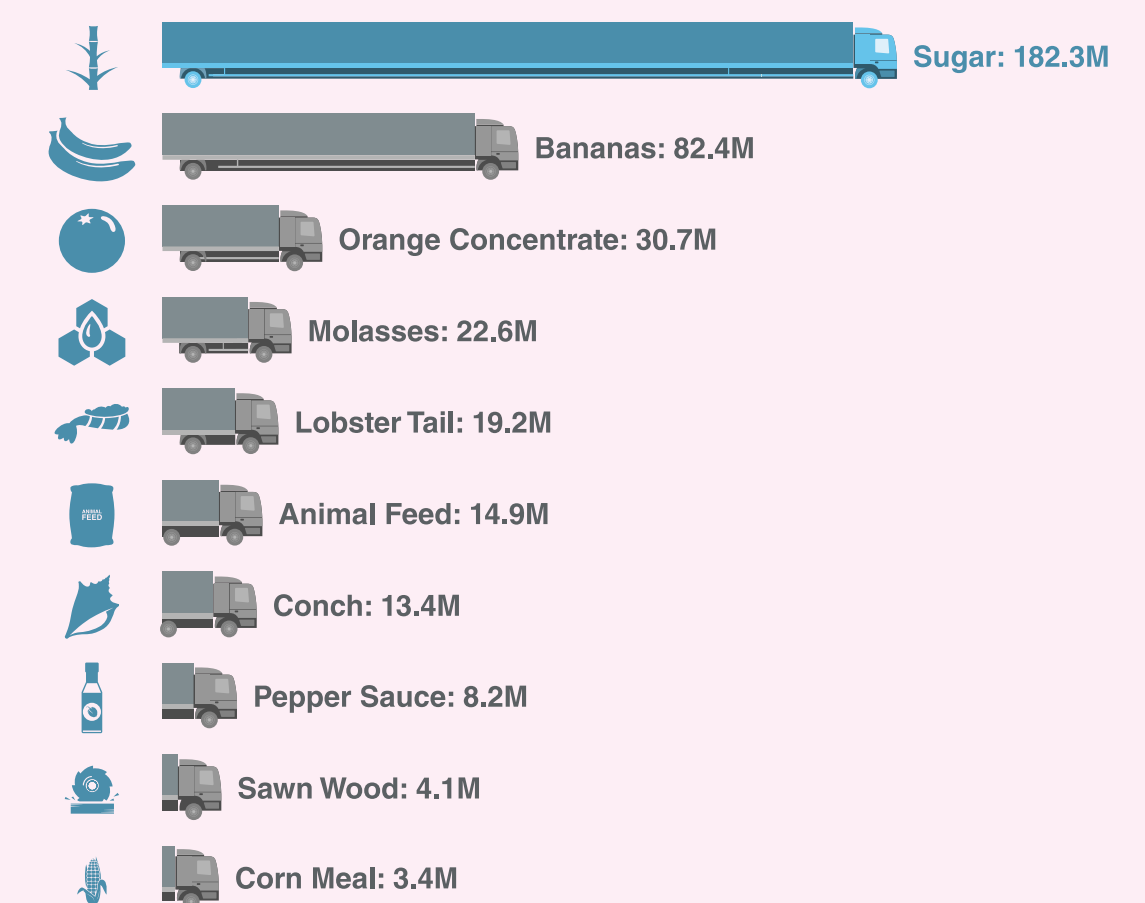 Sugar: 182.3M
Bananas: 82.4M
Orange Concentrate: 30.7M
Molasses: 22.6M
Lobster Tail: 19.2M
ANIMAL
FEED
Animal Feed: 14.9M
Conch: 13.4M
Pepper Sauce: 8.2M
Sawn Wood: 4.1M
Corn Meal: 3.4M